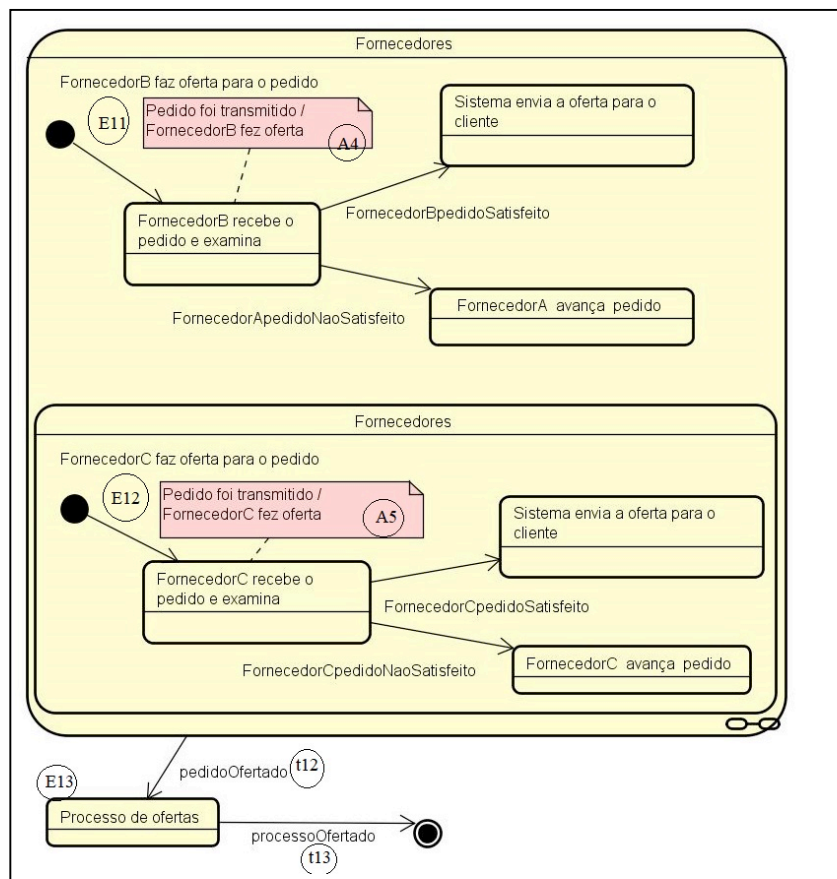 Fornecedores
FornecedorB faz oferta para o pedido
E11
Pedido foi transmitido /
FornecedorB fez oferta
A4
Sistema envia a oferta para o
cliente
FornecedorB recebe o
pedido e examina
FornecedorBpedidoSatisfeito
FornecedorApedidoNaoSatisfeito
FornecedorA avança pedido
Fornecedores
FornecedorC faz oferta para o pedido
E12
Pedido foi transmitido /
FornecedorC fez oferta
A5
Sistema envia a oferta para o
cliente
FornecedorC recebe o
pedido e examina
FornecedorCpedidoSatisfeito
FornecedorCpedidoNaoSatisfeito
FornecedorC avança pedido
pedidoOfertado
t12
E13
Processo de ofertas
processoOfertado
t13